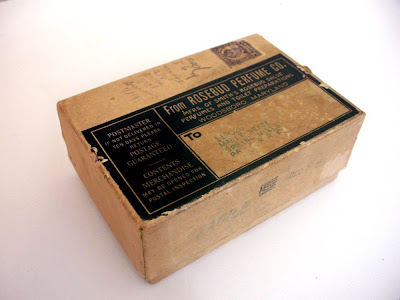 From ROSEBUD PERFUME CO.
MFRS. OF SMITH'S ROSEBUD SALVE
PERFUMES AND TOILET PREPARATIONS
WOODSBORO, MARYLAND
TO
POSTMASTER
IF NOT DELIVERED IN
TEN DAYS PLEASE
RETURN
POSTAGE
GUARANTEED
CONTENTS
MERCHANDISE
MAY BE OPENED FOR
POSTAL INSPECTION